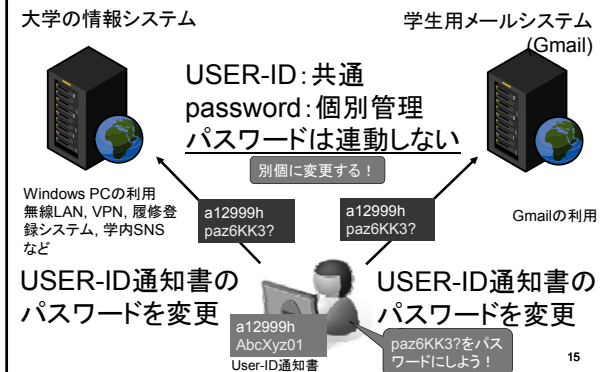 大学の情報システム
学生用メールシステム
(Gmail)
USER-ID：共通
password：個別管理
パスワードは連動しない
別個に変更する！
Windows PCの利用
無線LAN, VPN, 履修登
録システム, 学内SNS
など
a12999h
paz6KK3?
a12999h
paz6KK3?
Gmailの利用
USER-ID通知書の
パスワードを変更
USER-ID通知書の
パスワードを変更
a12999h
AbcXyz01
User-ID通知書
paz6KK3?をパス
ワードにしよう！
15